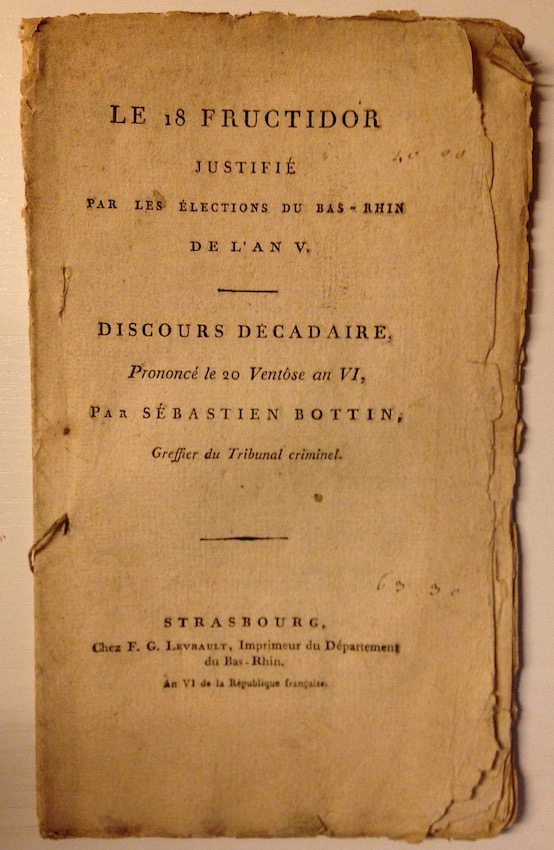 LE 18 FRUCTIDOR
JUSTIFIÉ
PAR LES ÉLECTIONS DU BAS-RHIN
DE L'AN V.
DISCOURS DÉCADAIRE,
Prononcé le 20 Ventôse an VI,
PAR SÉBASTIEN BOTTIN,
Greffier du Tribunal criminel.
STRASBOURG,
Chez F. G. LEVRAULT, Imprimeur du Département
du Bas-Rhin.
An VI de la République française.